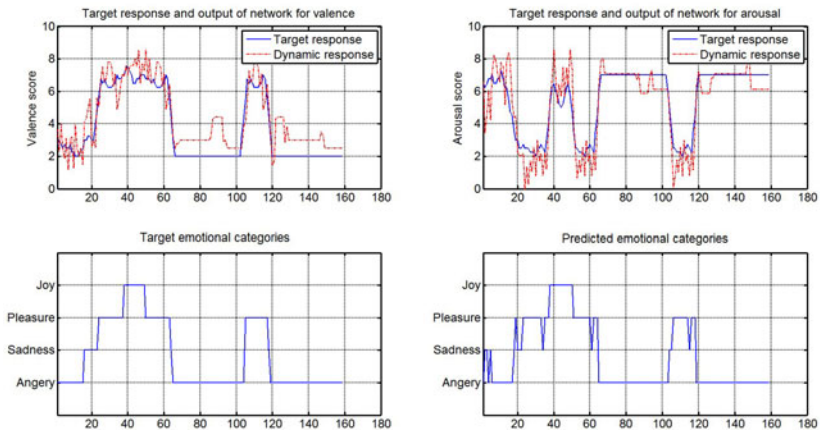 Target response and output of network for valence
10
8
6
4
2
0
Valence score
Target response
Dynamic response
20 40 60 80 100 120 140 160 180
Target response and output of network for arousal
10
8
6
4
2
0
Arousal score
Target response
Dynamic response
20 40 60 80 100 120 140 160 180
Target emotional categories
Joy
Pleasure
Sadness
Angery
20 40 60 80 100 120 140 160 180
Predicted emotional categories
Joy
Pleasure
Sadness
Angery
20 40 60 80 100 120 140 160 180